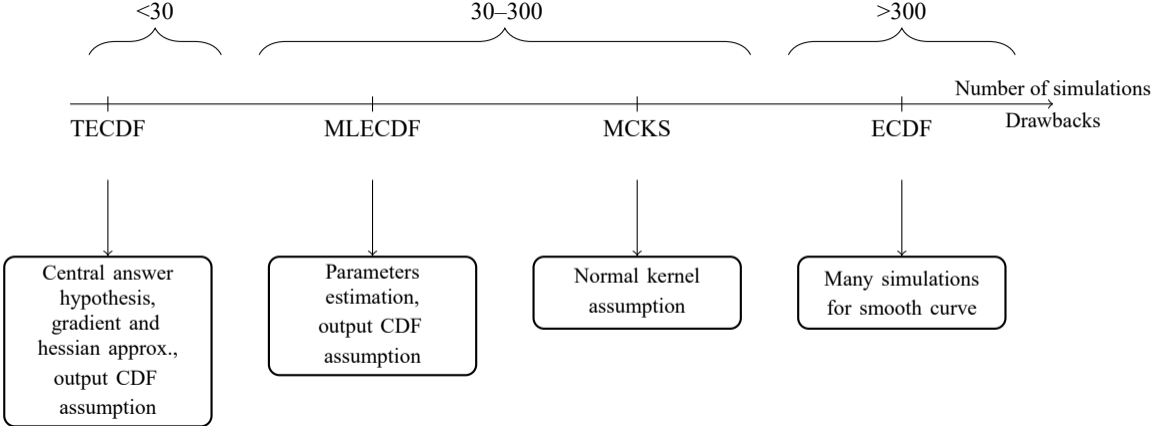 <30
30–300
>300
Number of simulations
TECDF
MLECDF
MCKS
ECDF
Drawbacks
Central answer
hypothesis,
gradient and
hessian approx.,
output CDF
assumption
Parameters
estimation,
output CDF
assumption
Normal kernel
assumption
Many simulations
for smooth curve